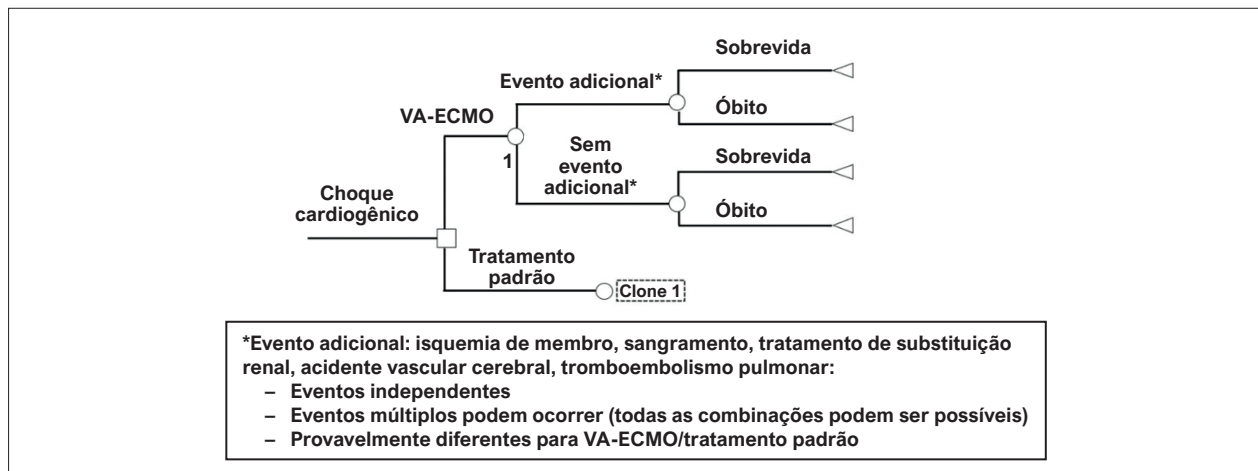 Sobrevida
Evento adicional*
Óbito
VA-ECMO
1
Sem
evento
adicional*
Sobrevida
Óbito
Choque
cardiogênico
Tratamento
padrão
Clone 1
*Evento adicional: isquemia de membro, sangramento, tratamento de substituição
renal, acidente vascular cerebral, tromboembolismo pulmonar:
– Eventos independentes
– Eventos múltiplos podem ocorrer (todas as combinações podem ser possíveis)
– Provavelmente diferentes para VA-ECMO/tratamento padrão